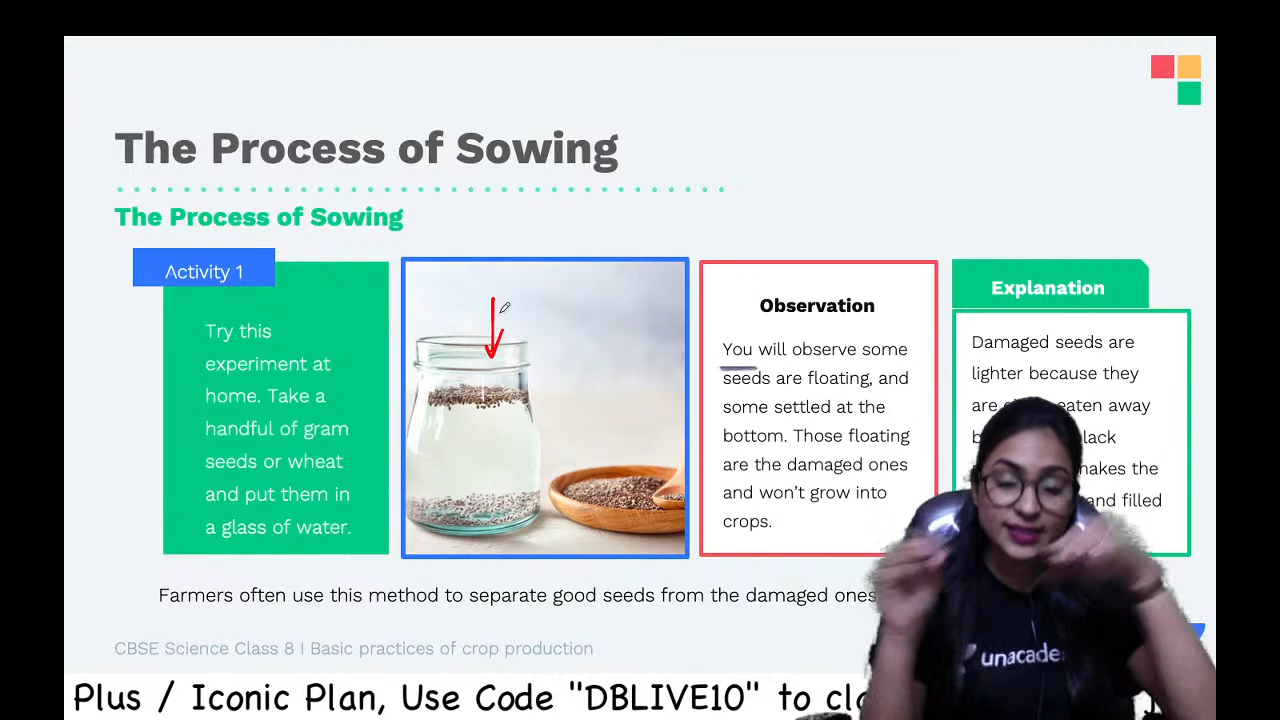 The Process of Sowing
The Process of Sowing
Activity 1
Try this
experiment at
home. Take a
handful of gram
seeds or wheat
and put them in
a glass of water.
Observation
You will observe some
seeds are floating, and
some settled at the
bottom. Those floating
are the damaged ones
and won't grow into
crops.
Explanation
Damaged seeds are
lighter because they
are eaten away
lack
makes the
and filled
Farmers often use this method to separate good seeds from the damaged ones
CBSE Science Class 8 I Basic practices of crop production
unacade
Plus / Iconic Plan, Use Code "DBLIVE10" to